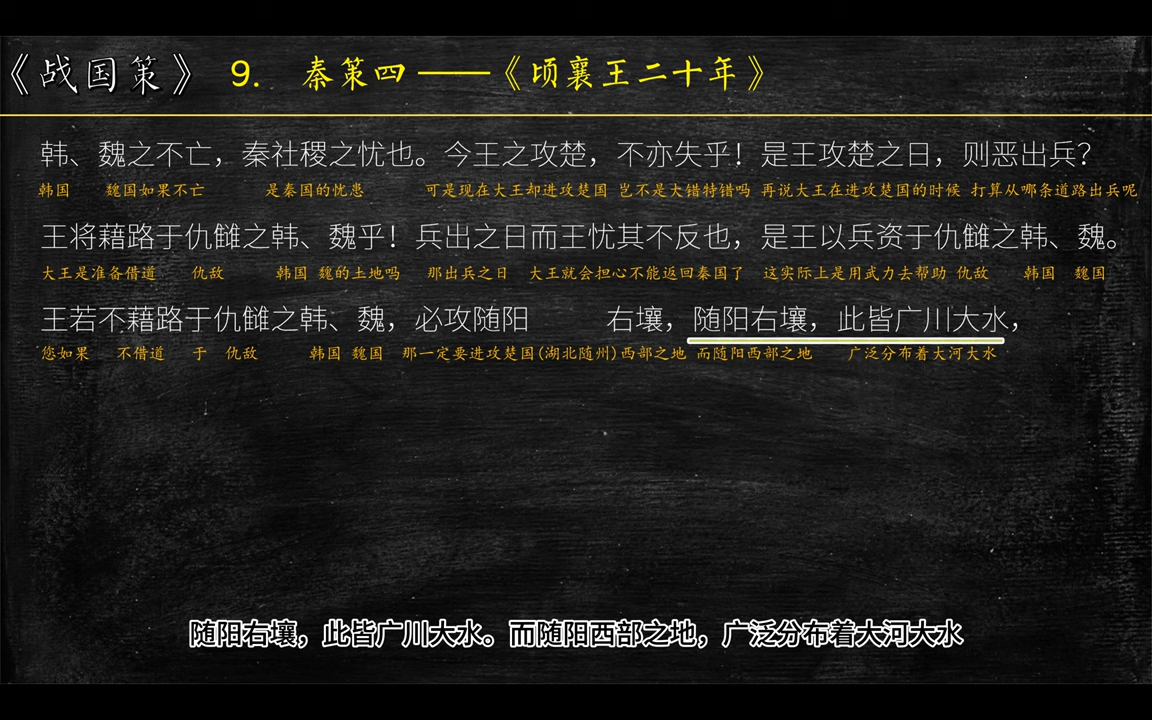 《战国策》 9. 秦策四 ——《顷襄王二十年》
韩、魏之不亡，秦社稷之忧也。今王之攻楚，不亦失乎！是王攻楚之日，则恶出兵？
韩国 魏国如果不亡 是秦国的忧患 可是现在大王却进攻楚国 岂不是大错特错吗 再说大王在进攻楚国的时候 打算从哪条道路出兵呢
王将藉路于仇雠之韩、魏乎！兵出之日而王忧其不反也，是王以兵资于仇雠之韩、魏。
大王是准备借道 仇敌 韩国 魏的土地吗 那出兵之日 大王就会担心不能返回秦国了 这实际上是用武力去帮助 仇敌 韩国 魏国
王若不藉路于仇雠之韩、魏，必攻随阳 右壤，随阳右壤，此皆广川大水，
您如果 不借道 于 仇敌 韩国 魏国 那一定要进攻楚国(湖北随州)西部之地 而随阳西部之地 广泛分布着大河大水
随阳右壤，此皆广川大水。而随阳西部之地，广泛分布着大河大水